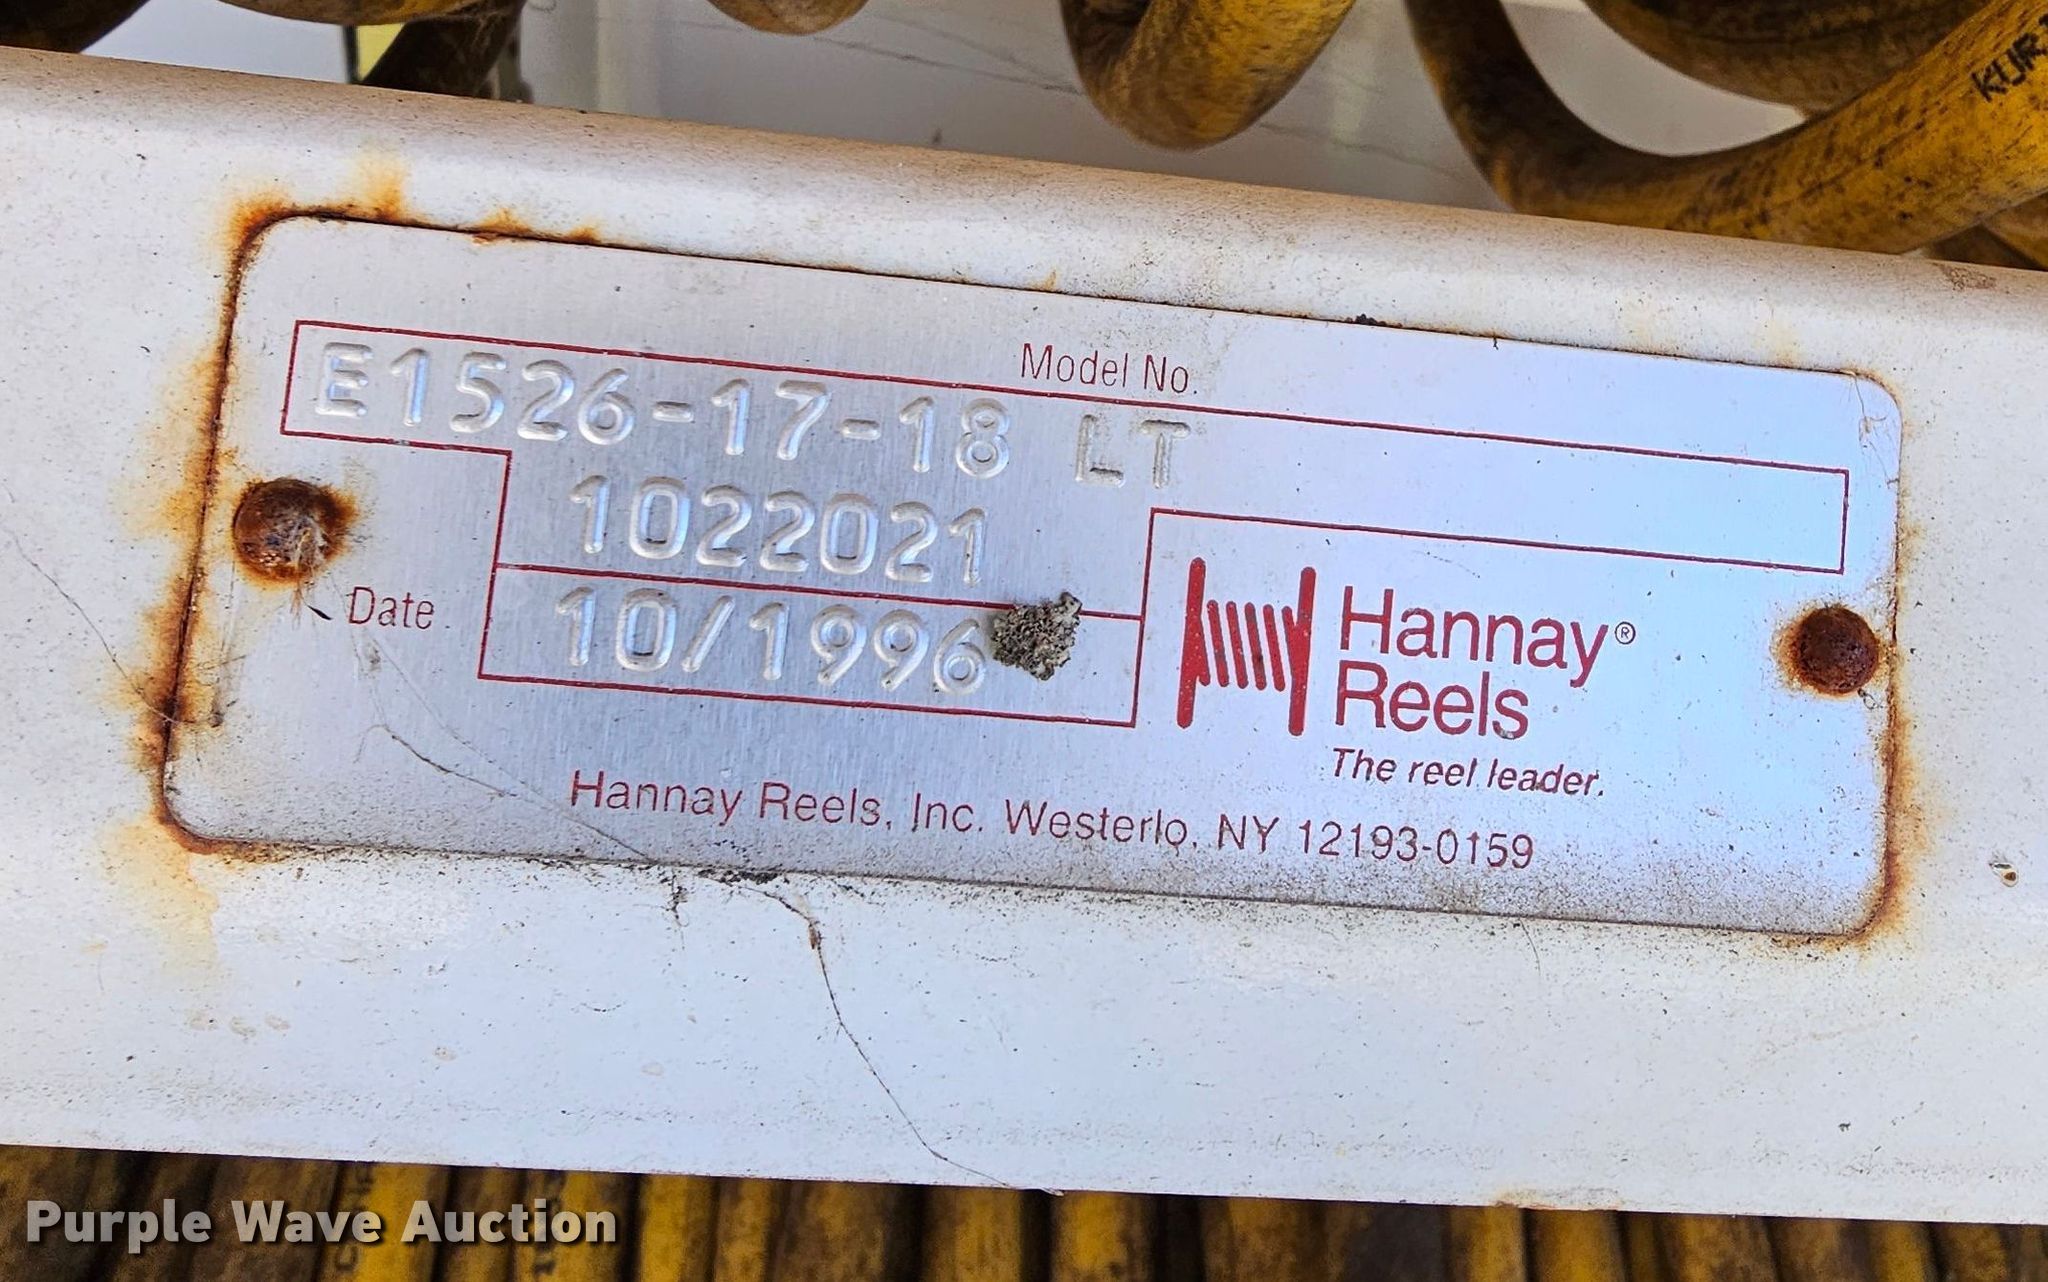 KUR
Model No.
E1526-17-18 LT
1022021
Date
10/1996
Hannay®
Reels
The reel leader.
Hannay Reels, Inc. Westerlo, NY 12193-0159
Purple Wave Auction